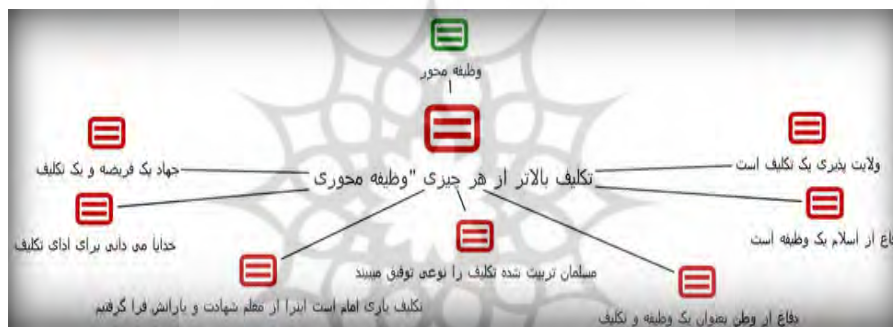 وظیفه محور
تکلیف بالاتر از هر چیزی "وظیفه محوری
ولایت پذیری یک تکلیف است
جهاد یک فریضه و یک تکلیف
دفاع از اسلام یک وظیفه است
خدایا می دانی برای ادای تکلیف
مسلمان تربیت شده تکلیف را نوعی توفیق میبیند
تکلیف یاری امام است اینرا از معلم شهادت و یارانش فرا گرفتیم
دفاع از وطن بعنوان یک وظیفه و تکلیف